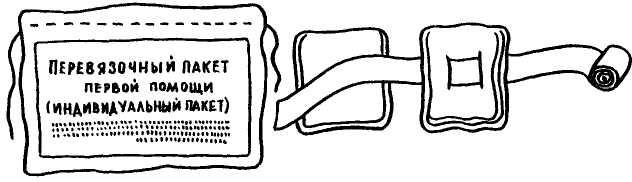 ПЕРЕВЯЗОЧНЫЙ ПАКЕТ
ПЕРВОЙ ПОМОЩИ
(ИНДИВИДУАЛЬНЫЙ ПАКЕТ)